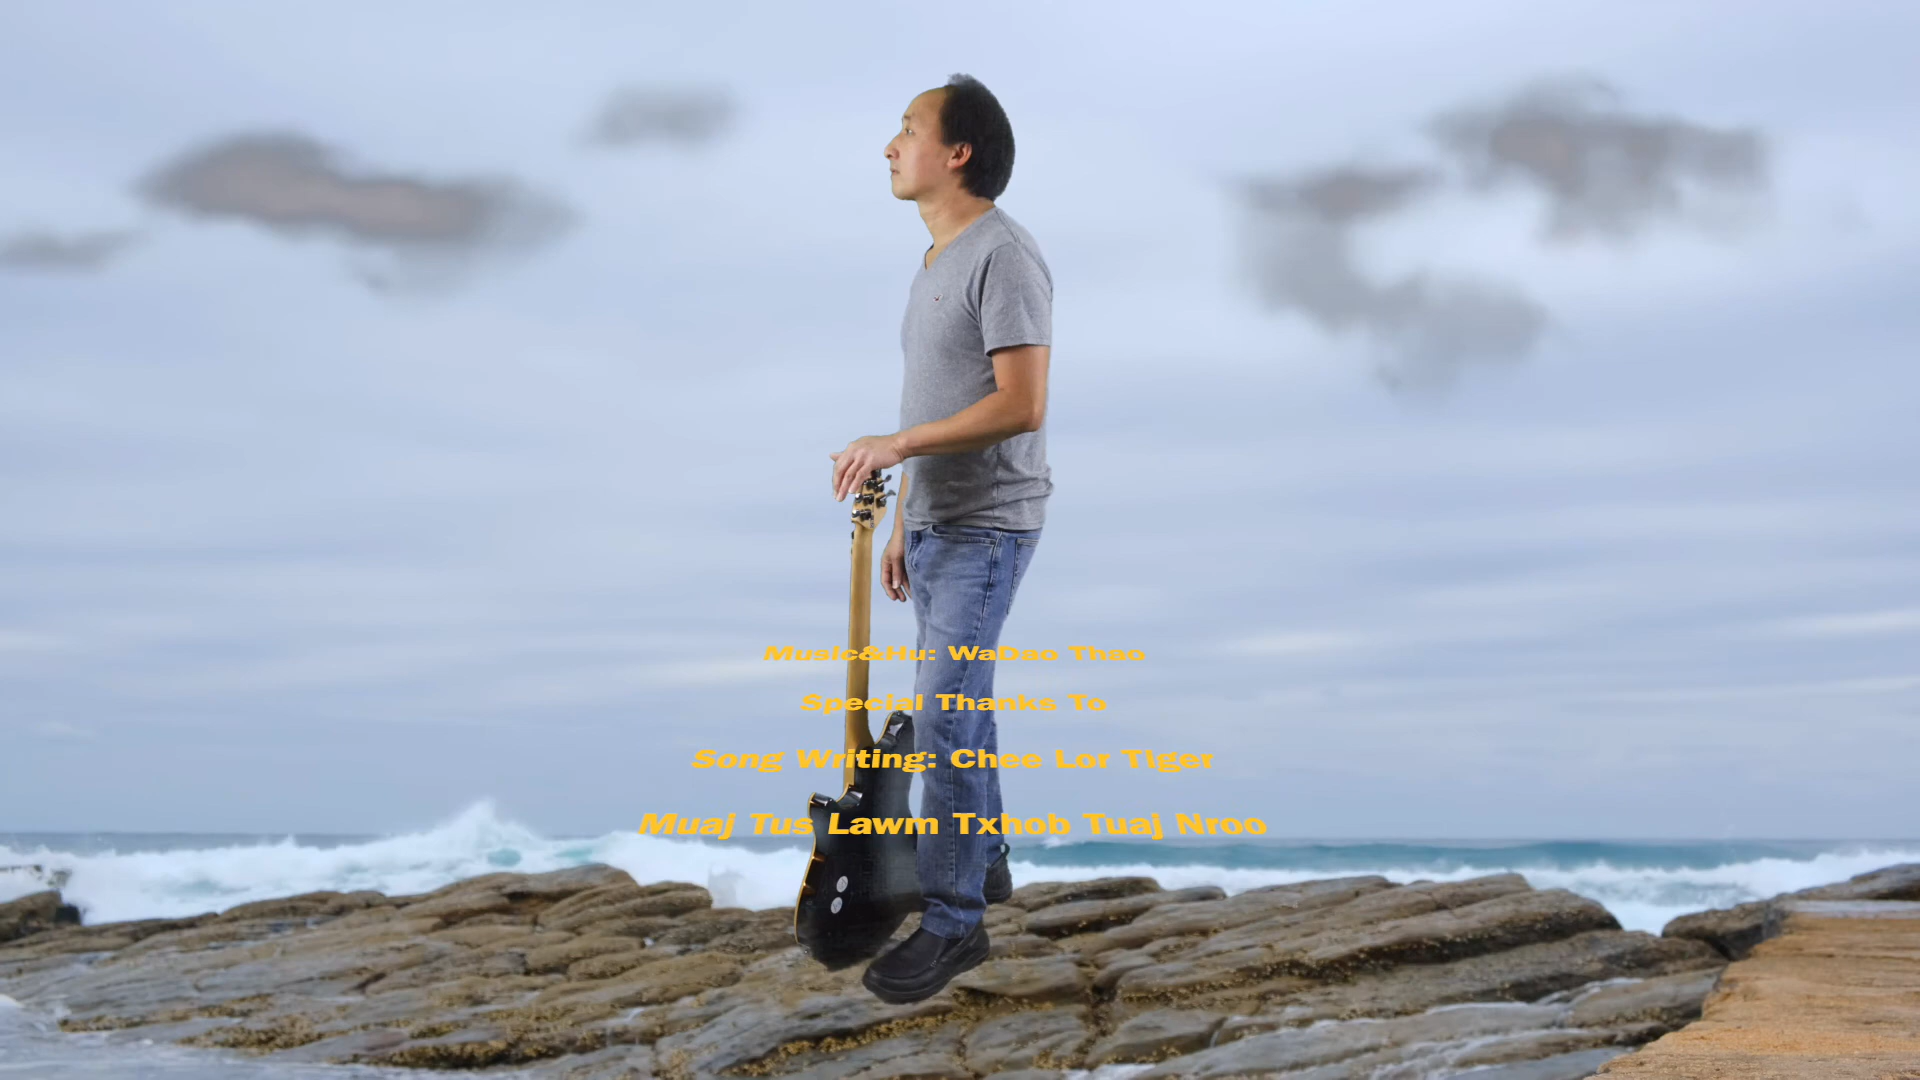 Music&Hu: WaDao Thao
Special Thanks To
Song Writing: Chee Lor Tiger
Muaj Tus Lawm Txhob Tuaj Nroo